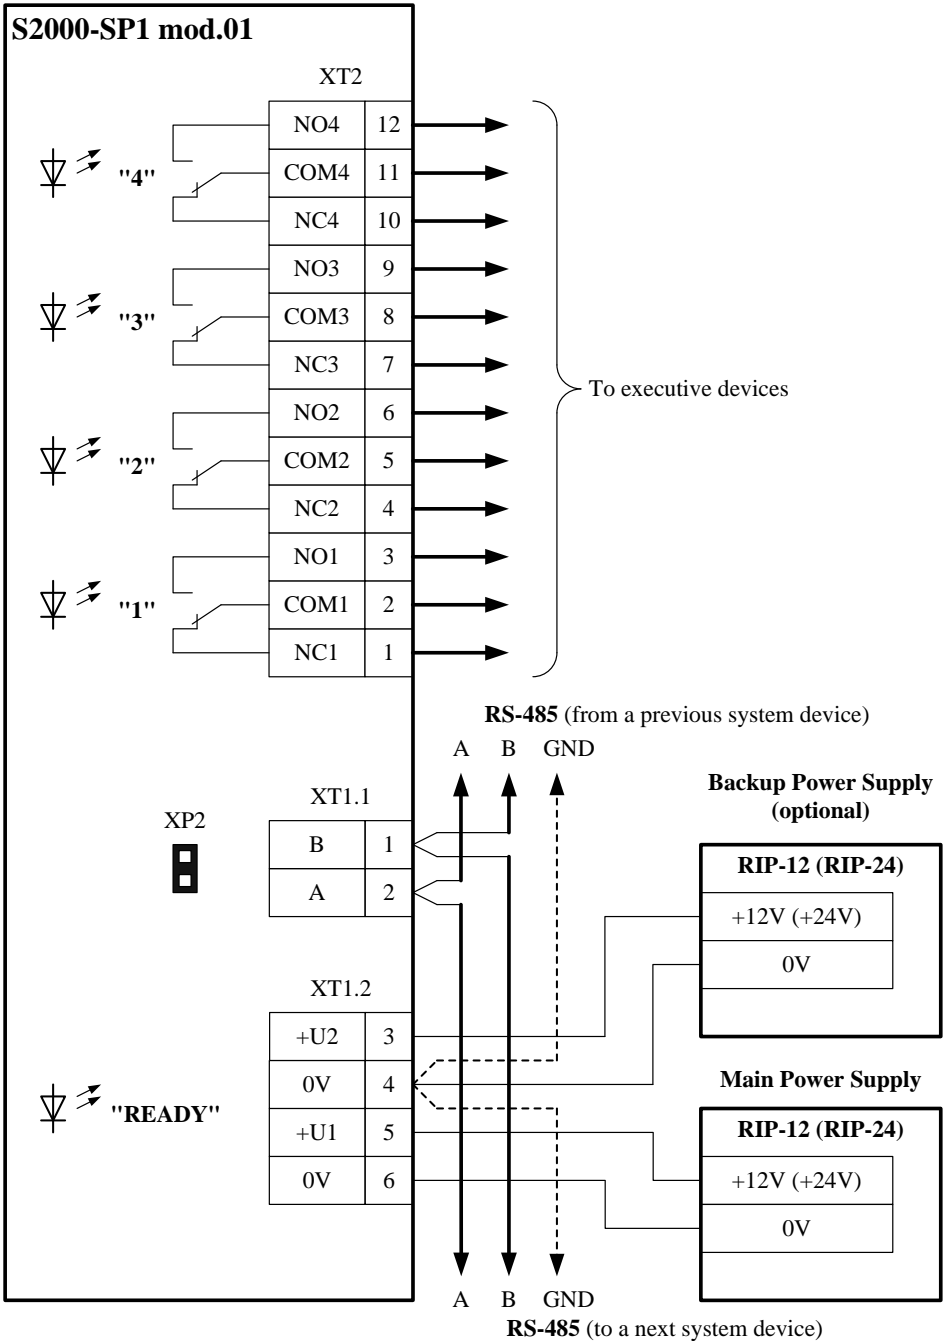 S2000-SP1 mod.01
XT2
NO4 12
"4" COM4 11
NC4 10
NO3 9
"3" COM3 8
NC3 7
To executive devices
NO2 6
"2" COM2 5
NC2 4
NO1 3
"1" COM1 2
NC1 1
RS-485 (from a previous system device)
A B GND
Backup Power Supply
(optional)
XT1.1
XP2
B 1
A 2
RIP-12 (RIP-24)
+12V (+24V)
0V
XT1.2
+U2 3
0V 4
"READY"
+U1 5
0V 6
Main Power Supply
RIP-12 (RIP-24)
+12V (+24V)
0V
A B GND
RS-485 (to a next system device)